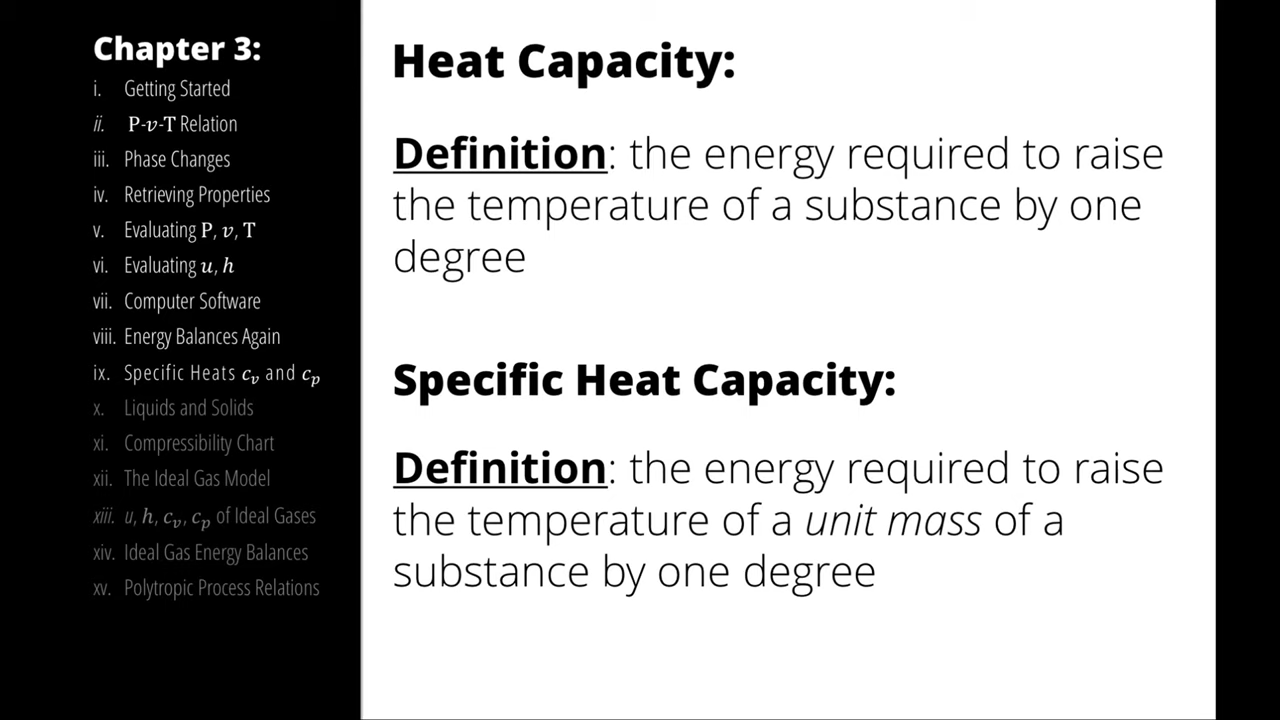 Chapter 3:
i. Getting Started
ii. P-v-T Relation
iii. Phase Changes
iv. Retrieving Properties
v. Evaluating P, v, T
vi. Evaluating u, h
vii. Computer Software
viii. Energy Balances Again
ix. Specific Heats cᵥ and cₚ
x. Liquids and Solids
xi. Compressibility Chart
xii. The Ideal Gas Model
xiii. u, h, cᵥ, cₚ of Ideal Gases
xiv. Ideal Gas Energy Balances
xv. Polytropic Process Relations
Heat Capacity:
Definition: the energy required to raise
the temperature of a substance by one
degree
Specific Heat Capacity:
Definition: the energy required to raise
the temperature of a unit mass of a
substance by one degree